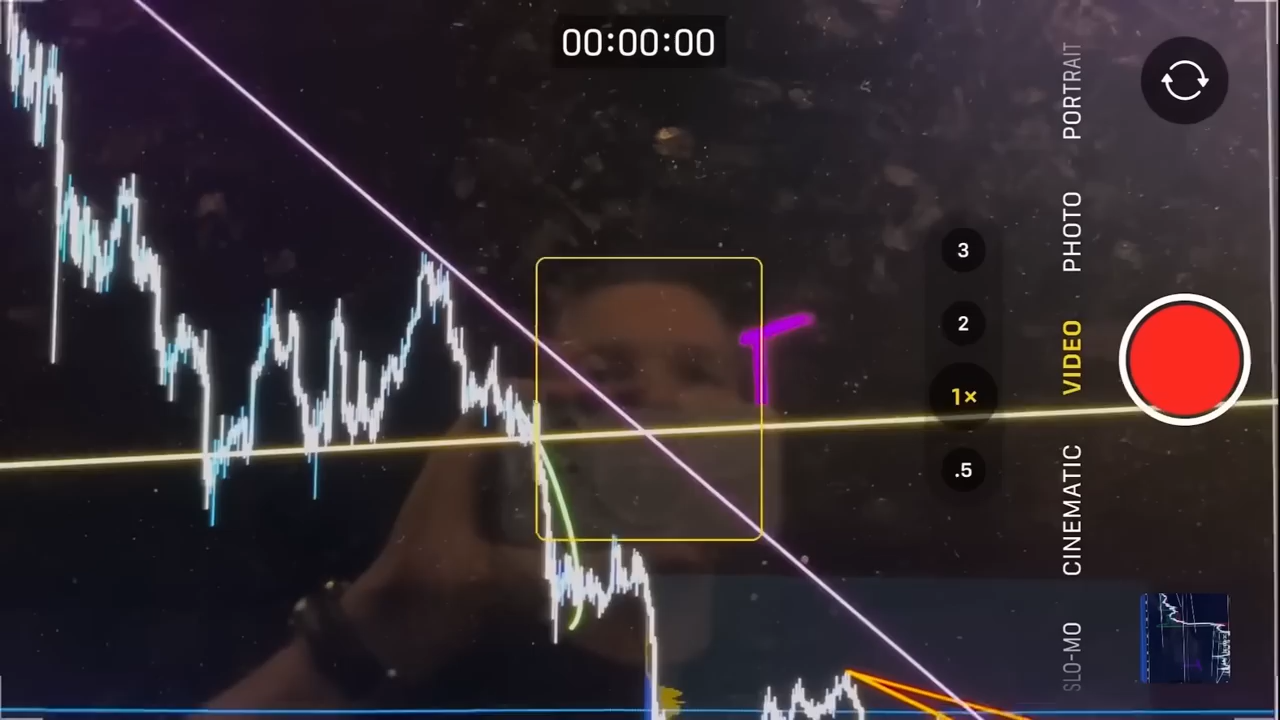 00:00:00
PORTRAIT
PHOTO
VIDEO
CINEMATIC
SLO-MO
3
2
1×
.5